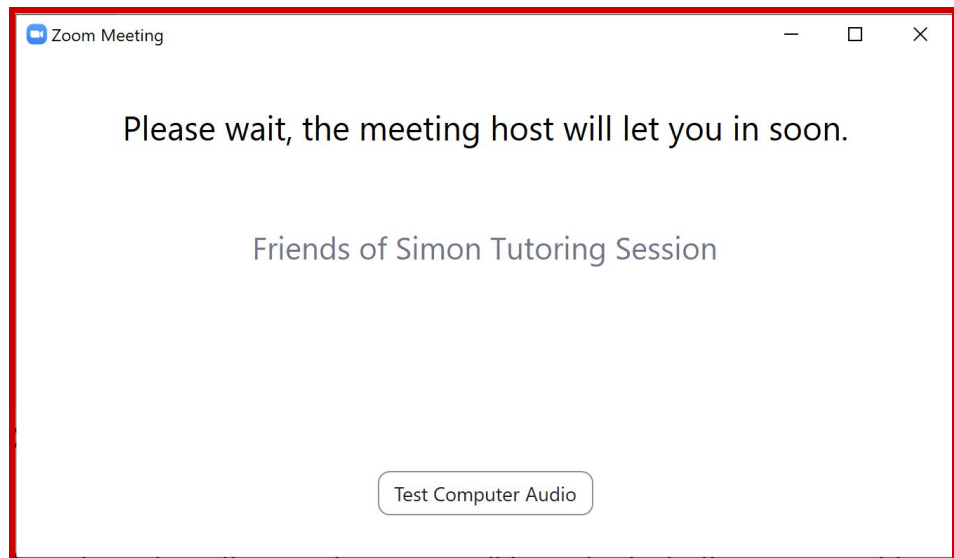 Zoom Meeting
Please wait, the meeting host will let you in soon.
Friends of Simon Tutoring Session
Test Computer Audio